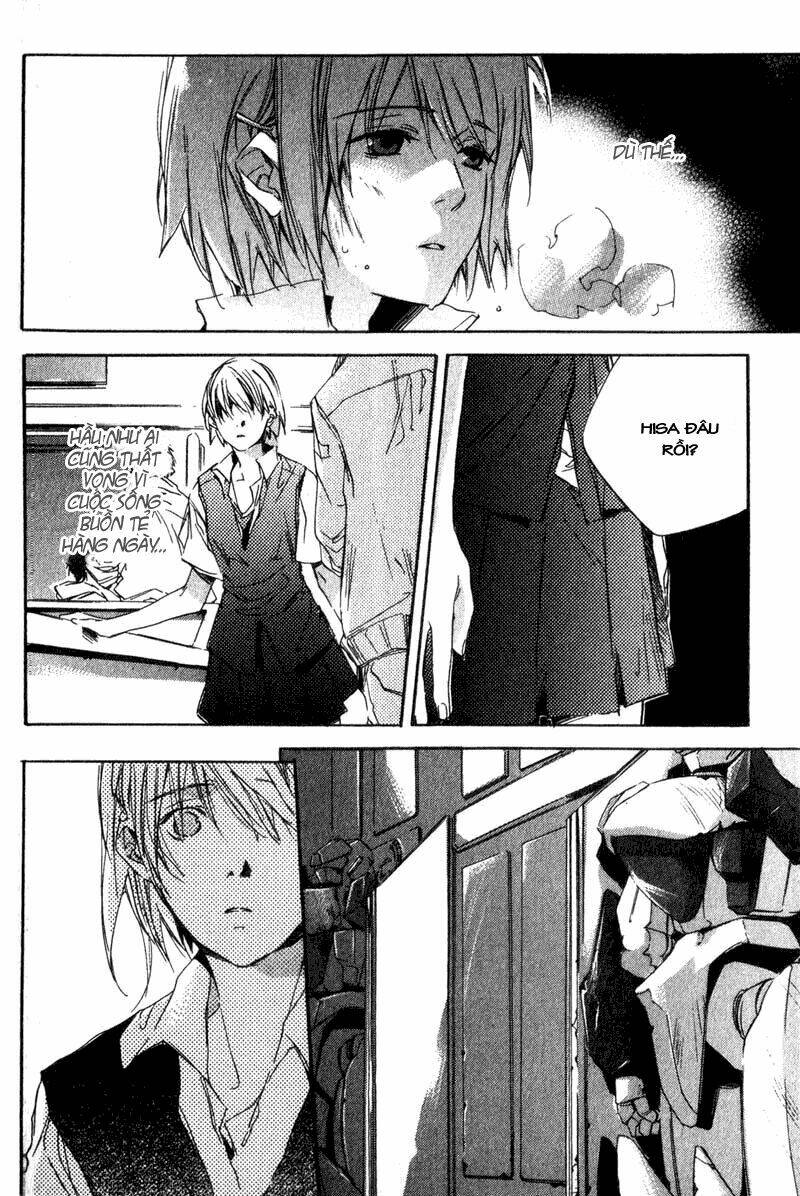 DÙ THẾ...
HISA ĐÂU
RỒI?
HẦU NHƯ AI
CŨNG THẤT
VỌNG VÌ
CUỘC SỐNG
BUỒN TẺ
HÀNG NGÀY...